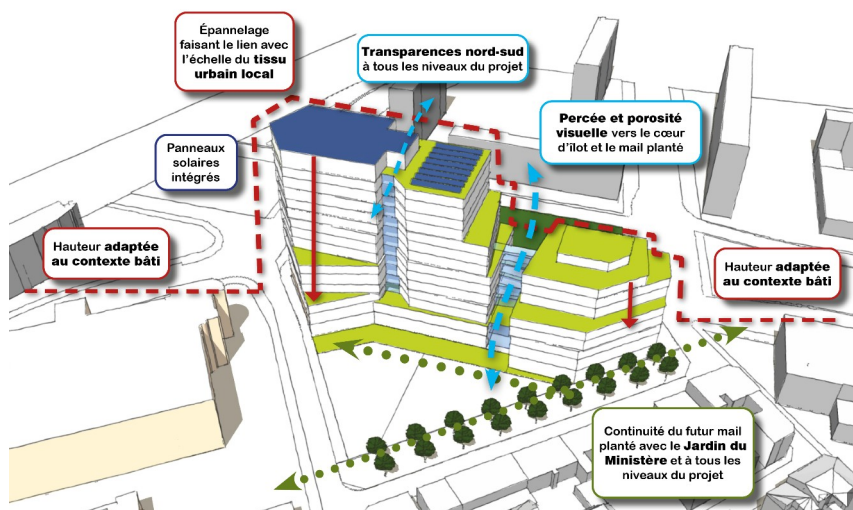 Épannelage
faisant le lien avec
l'échelle du tissu
urbain local
Transparences nord-sud
à tous les niveaux du projet
Percée et porosité
visuelle vers le cœur
d'îlot et le mail planté
Panneaux
solaires
intégrés
Hauteur adaptée
au contexte bâti
Hauteur adaptée
au contexte bâti
Continuité du futur mail
planté avec le Jardin du
Ministère et à tous les
niveaux du projet